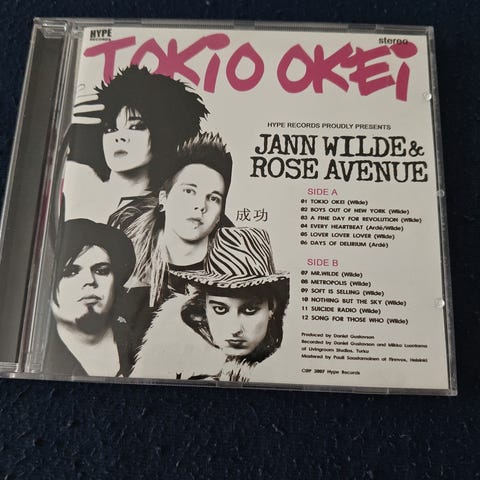 HYPE
RECORDS
stereo
TOKIO OKEI
HYPE RECORDS PROUDLY PRESENTS
JANN WILDE &
ROSE AVENUE
SIDE A
01 TOKIO OKEI (Wilde)
02 BOYS OUT OF NEW YORK (Wilde)
03 A FINE DAY FOR REVOLUTION (Wilde)
04 EVERY HEARTBEAT (Ardé/Wilde)
05 LOVER LOVER LOVER (Wilde)
06 DAYS OF DELIRIUM (Ardé)
成功
SIDE B
07 MR.WILDE (Wilde)
08 METROPOLIS (Wilde)
09 SOFT IS SELLING (Wilde)
10 NOTHING BUT THE SKY (Wilde)
11 SUICIDE RADIO (Wilde)
12 SONG FOR THOSE WHO (Wilde)
Produced by Daniel Gustavson
Recorded by Daniel Gustavson and Mikko Luontama
at Livingroom Studios, Turku
Mastered by Pauli Saastamoinen at Finnvox, Helsinki
©℗ 2007 Hype Records